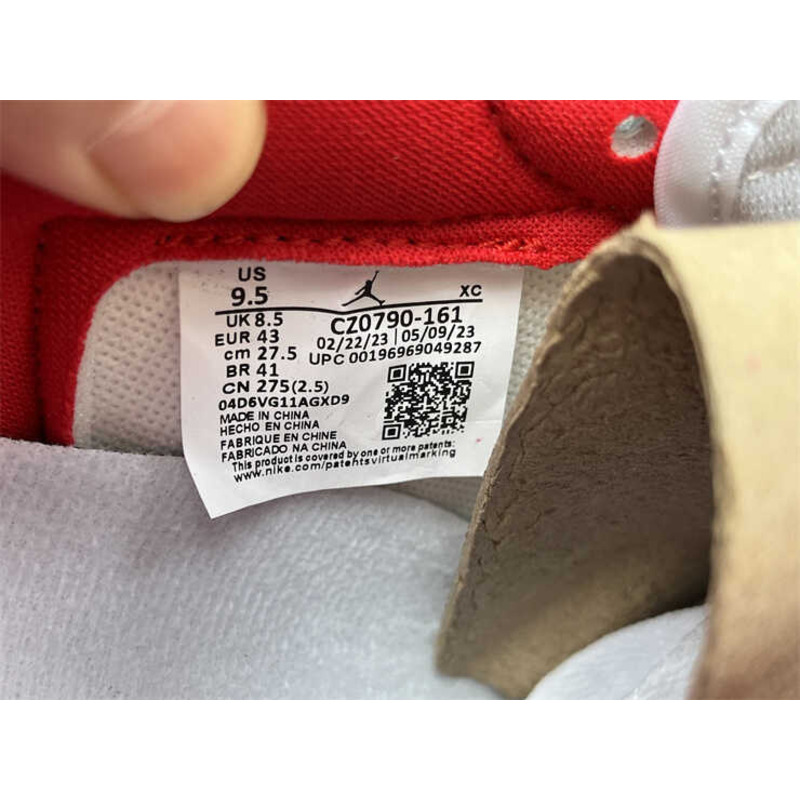 US
9.5 XC
UK 8.5 CZ0790-161
EUR 43 02/22/23 | 05/09/23
cm 27.5 UPC 00196969049287
BR 41
CN 275(2.5)
04D6VG11AGXD9
MADE IN CHINA
HECHO EN CHINA
FABRIQUE EN CHINE
FABRICADO NA CHINA
This product is covered by one or more patents:
www.nike.com/patentsvirtualmarking